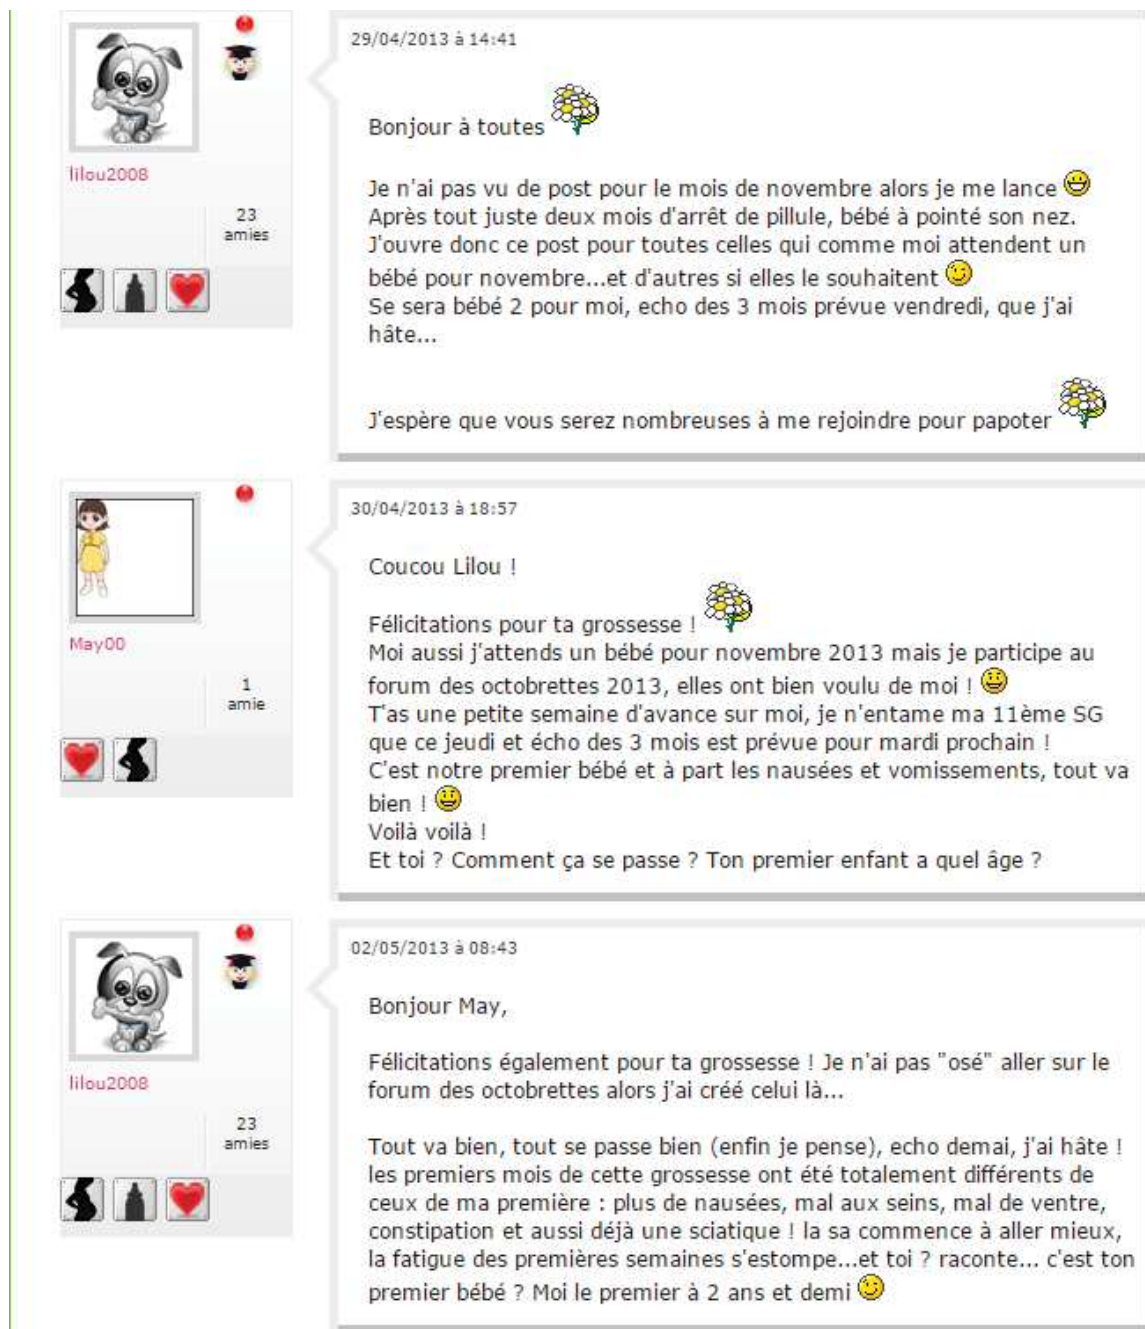 29/04/2013 à 14:41
Bonjour à toutes
lilou2008
23
amies
Je n'ai pas vu de post pour le mois de novembre alors je me lance
Après tout juste deux mois d'arrêt de pillule, bébé à pointé son nez.
J'ouvre donc ce post pour toutes celles qui comme moi attendent un
bébé pour novembre...et d'autres si elles le souhaitent
Se sera bébé 2 pour moi, echo des 3 mois prévue vendredi, que j'ai
hâte...
J'espère que vous serez nombreuses à me rejoindre pour papoter
30/04/2013 à 18:57
May00
1
amie
Coucou Lilou !
Félicitations pour ta grossesse !
Moi aussi j'attends un bébé pour novembre 2013 mais je participe au
forum des octobrettes 2013, elles ont bien voulu de moi !
T'as une petite semaine d'avance sur moi, je n'entame ma 11ème SG
que ce jeudi et écho des 3 mois est prévue pour mardi prochain !
C'est notre premier bébé et à part les nausées et vomissements, tout va
bien !
Voilà voilà !
Et toi ? Comment ça se passe ? Ton premier enfant a quel âge ?
02/05/2013 à 08:43
lilou2008
23
amies
Bonjour May,
Félicitations également pour ta grossesse ! Je n'ai pas "osé" aller sur le
forum des octobrettes alors j'ai créé celui là...
Tout va bien, tout se passe bien (enfin je pense), echo demai, j'ai hâte !
les premiers mois de cette grossesse ont été totalement différents de
ceux de ma première : plus de nausées, mal aux seins, mal de ventre,
constipation et aussi déjà une sciatique ! la sa commence à aller mieux,
la fatigue des premières semaines s'estompe...et toi ? raconte... c'est ton
premier bébé ? Moi le premier à 2 ans et demi